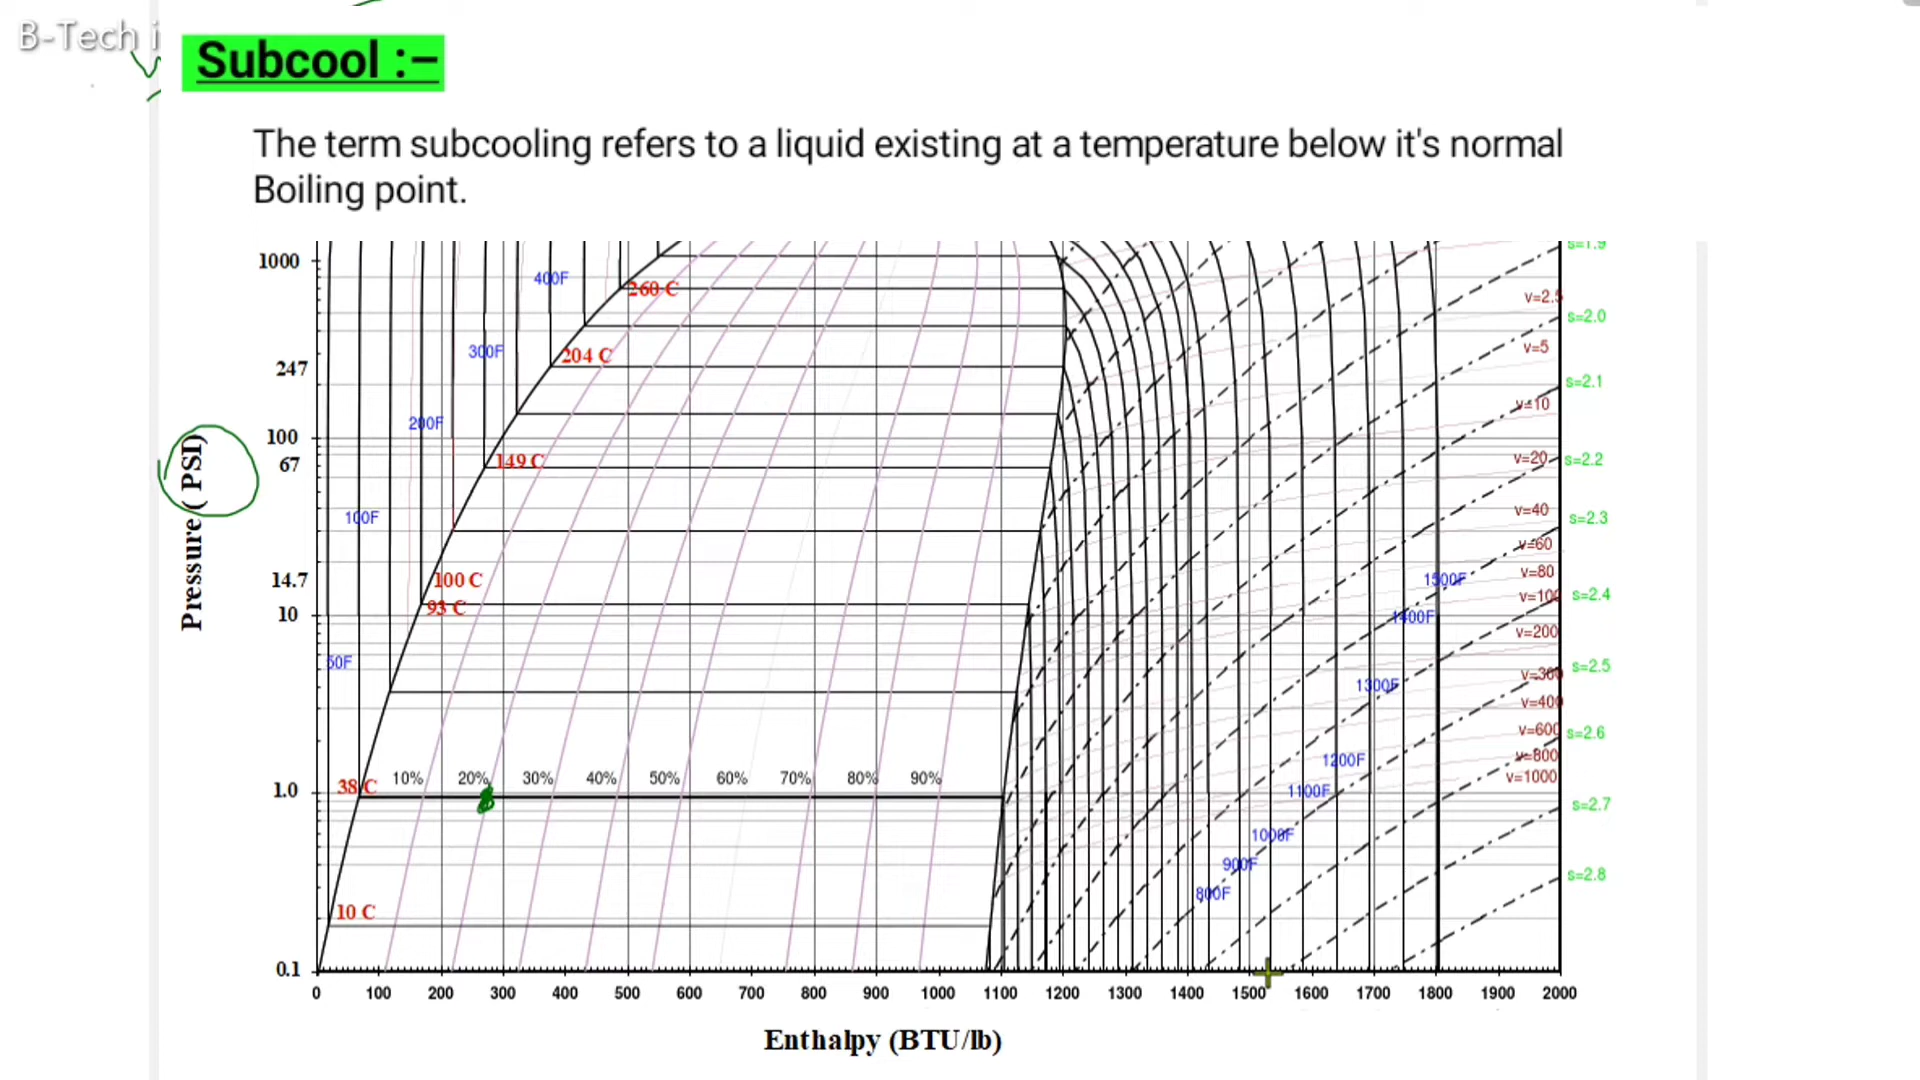 B-Tech i
Subcool :–
The term subcooling refers to a liquid existing at a temperature below it's normal
Boiling point.
Pressure ( PSI)
1000
247
100
67
14.7
10
1.0
0.1
400F
300F
200F
100F
50F
260 C
204 C
149 C
100 C
93 C
38 C
10 C
10% 20% 30% 40% 50% 60% 70% 80% 90%
s=1.9
v=2.5
s=2.0
v=5
s=2.1
v=10
v=20
s=2.2
v=40
s=2.3
v=60
v=80
v=100
s=2.4
v=200
s=2.5
v=300
v=400
v=600
s=2.6
v=800
v=1000
s=2.7
s=2.8
1500F
1400F
1300F
1200F
1100F
1000F
900F
800F
0 100 200 300 400 500 600 700 800 900 1000 1100 1200 1300 1400 1500 1600 1700 1800 1900 2000
Enthalpy (BTU/lb)